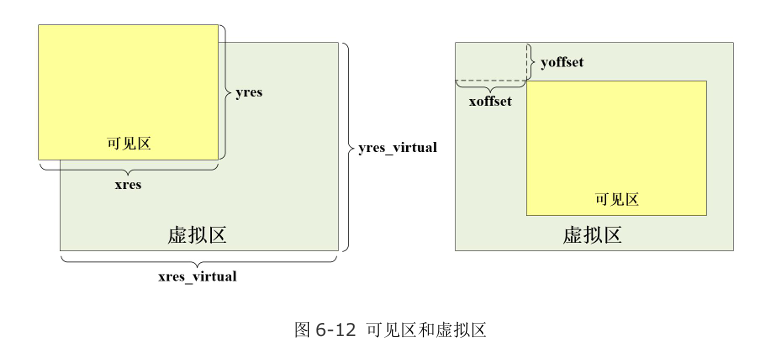 yres
可见区
xres
yres_virtual
虚拟区
xres_virtual
yoffset
xoffset
可见区
虚拟区
图 6-12 可见区和虚拟区